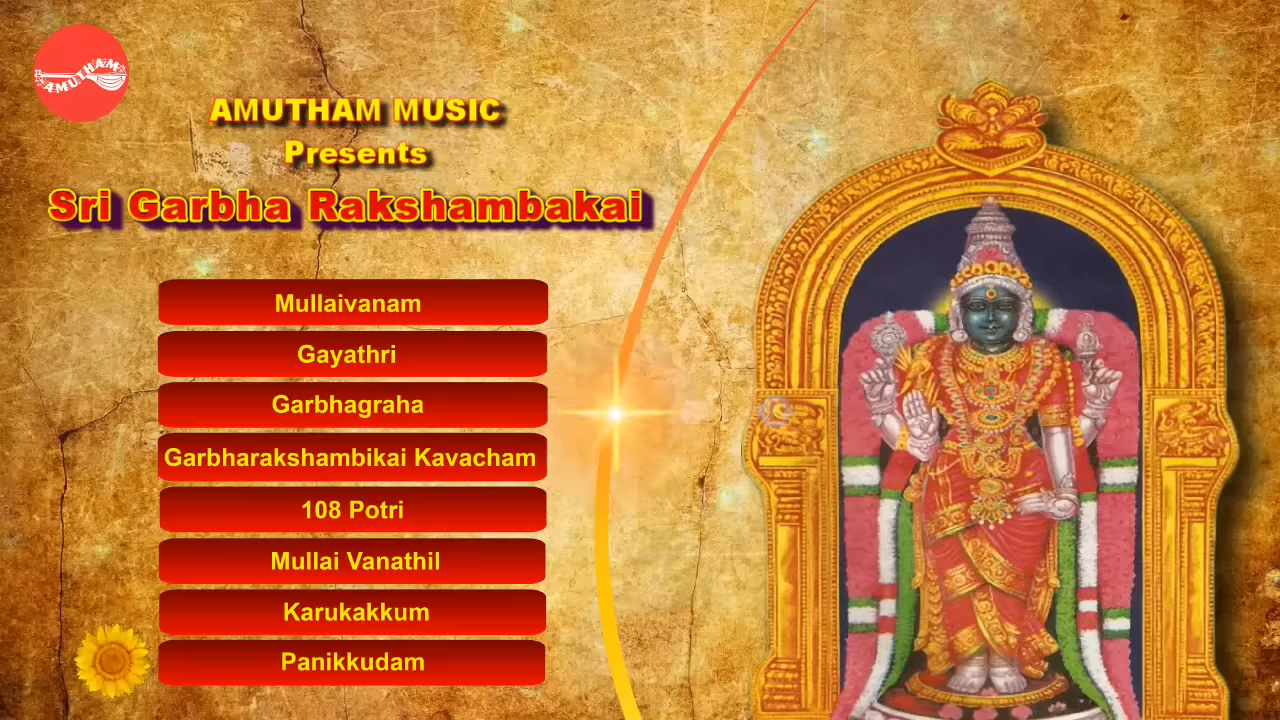 AMUTHAM
AMUTHAM MUSIC
Presents
Sri Garbha Rakshambakai
Mullaivanam
Gayathri
Garbhagraha
Garbharakshambikai Kavacham
108 Potri
Mullai Vanathil
Karukakkum
Panikkudam